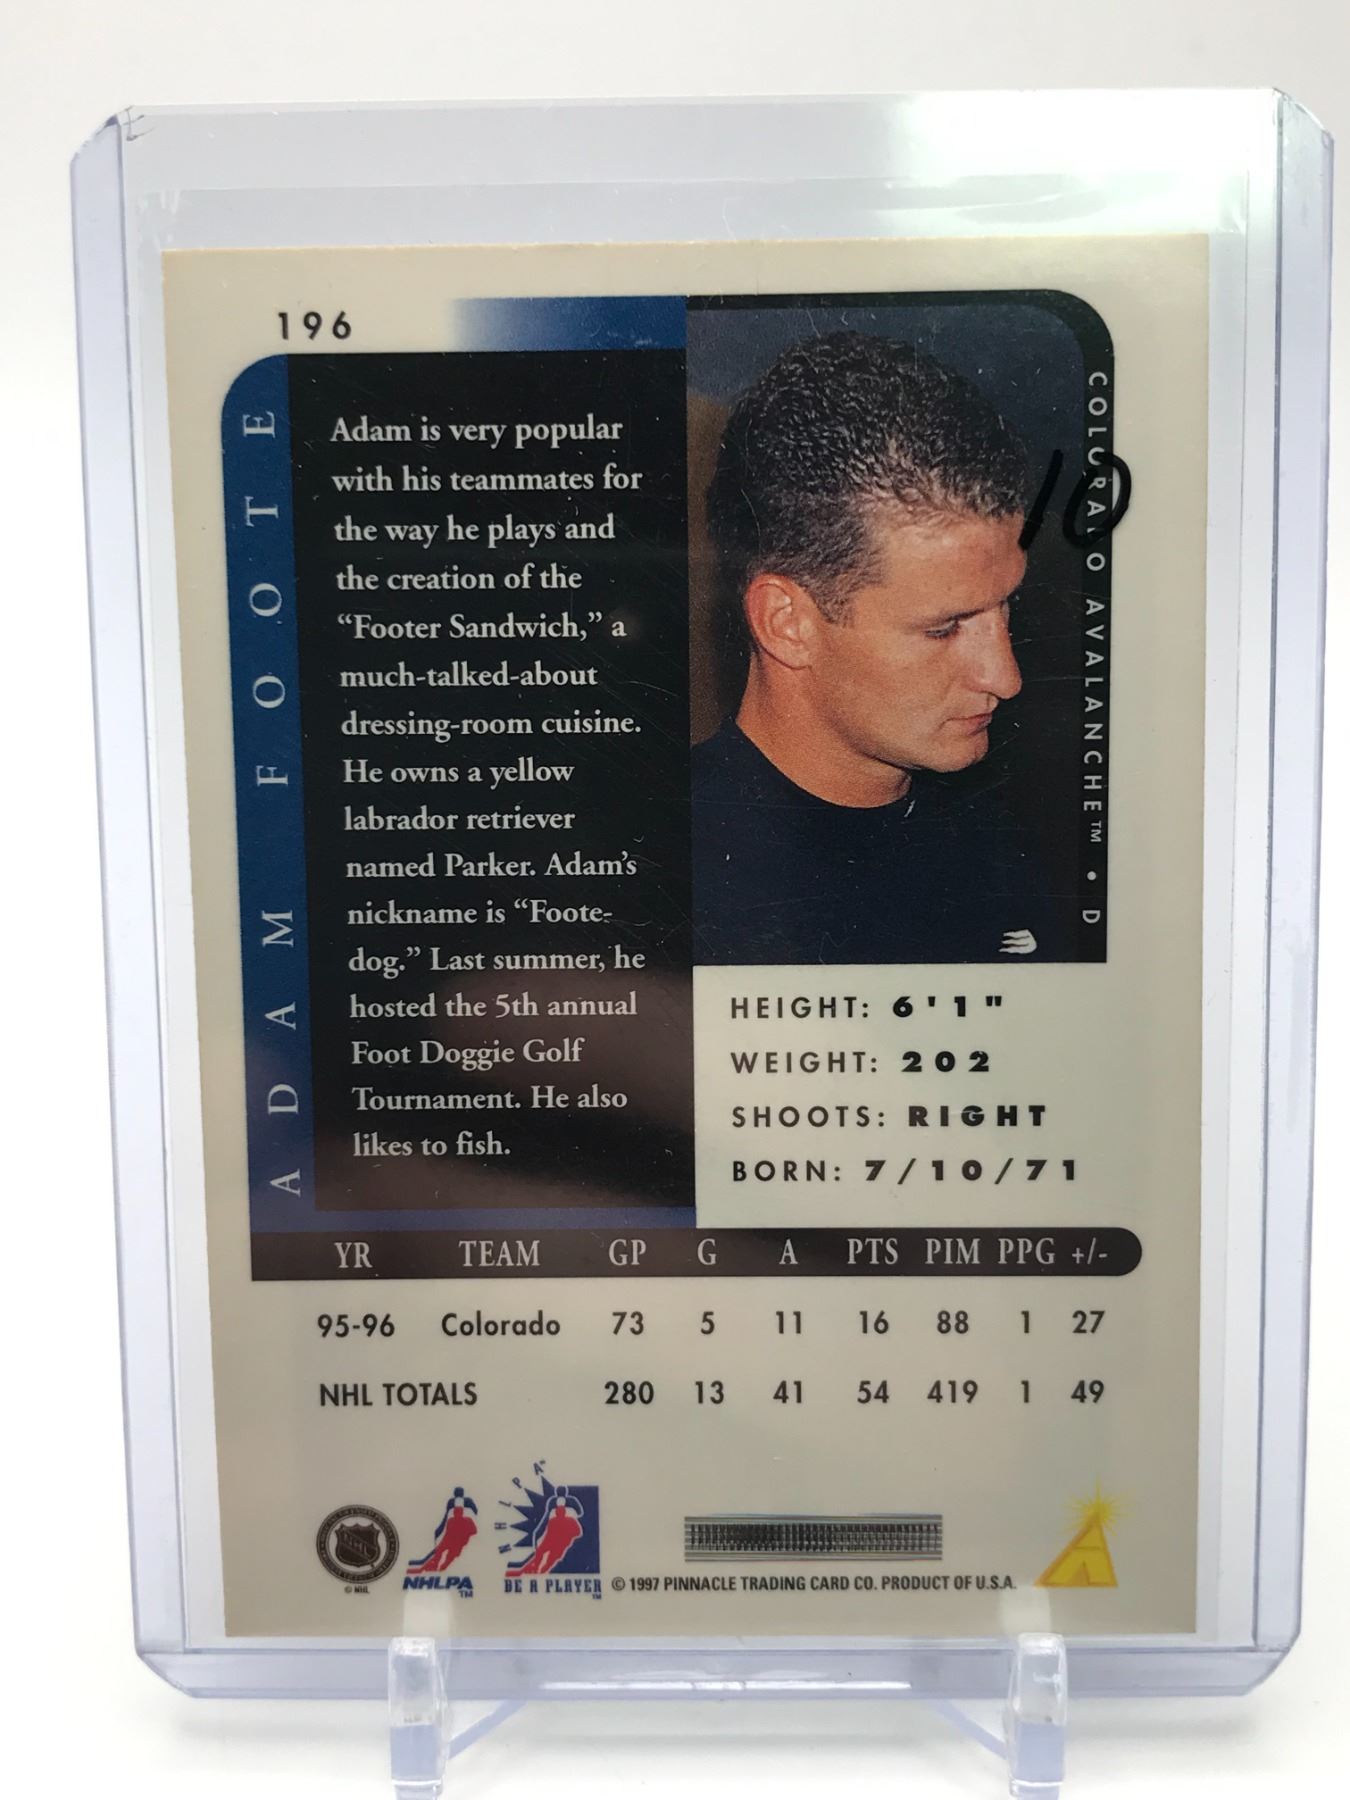 196
ADAM FOOTE
Adam is very popular
with his teammates for
the way he plays and
the creation of the
“Footer Sandwich,” a
much-talked-about
dressing-room cuisine.
He owns a yellow
labrador retriever
named Parker. Adam’s
nickname is “Foote-
dog.” Last summer, he
hosted the 5th annual
Foot Doggie Golf
Tournament. He also
likes to fish.
COLORADO AVALANCHE™ • D
10
HEIGHT: 6'1"
WEIGHT: 202
SHOOTS: RIGHT
BORN: 7/10/71
YR TEAM GP G A PTS PIM PPG +/-
95-96 Colorado 73 5 11 16 88 1 27
NHL TOTALS 280 13 41 54 419 1 49
NHL
© NHL
NHLPA™
NHLPA
BE A PLAYER™
© 1997 PINNACLE TRADING CARD CO. PRODUCT OF U.S.A.